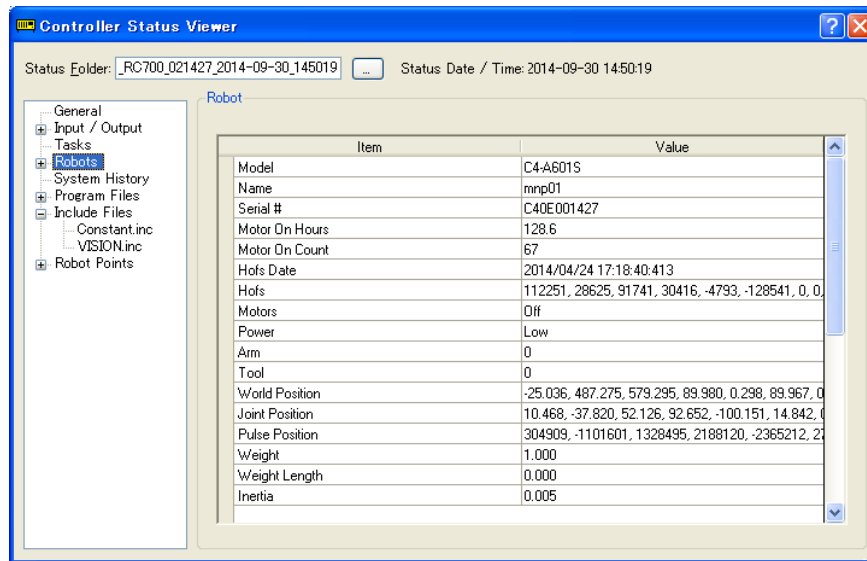 Controller Status Viewer
Status Folder: _RC700_021427_2014-09-30_145019 ... Status Date / Time: 2014-09-30 14:50:19
General
Input / Output
Tasks
Robots
System History
Program Files
Include Files
Constant.inc
VISION.inc
Robot Points
Robot
Item Value
Model C4-A601S
Name mnp01
Serial # C40E001427
Motor On Hours 128.6
Motor On Count 67
Hofs Date 2014/04/24 17:18:40:413
Hofs 112251, 28625, 91741, 30416, -4793, -128541, 0, 0,
Motors Off
Power Low
Arm 0
Tool 0
World Position -25.036, 487.275, 579.295, 89.980, 0.298, 89.967, 0
Joint Position 10.468, -37.820, 52.126, 92.652, -100.151, 14.842,
Pulse Position 304909, -1101601, 1328495, 2188120, -2365212,
Weight 1.000
Weight Length 0.000
Inertia 0.005